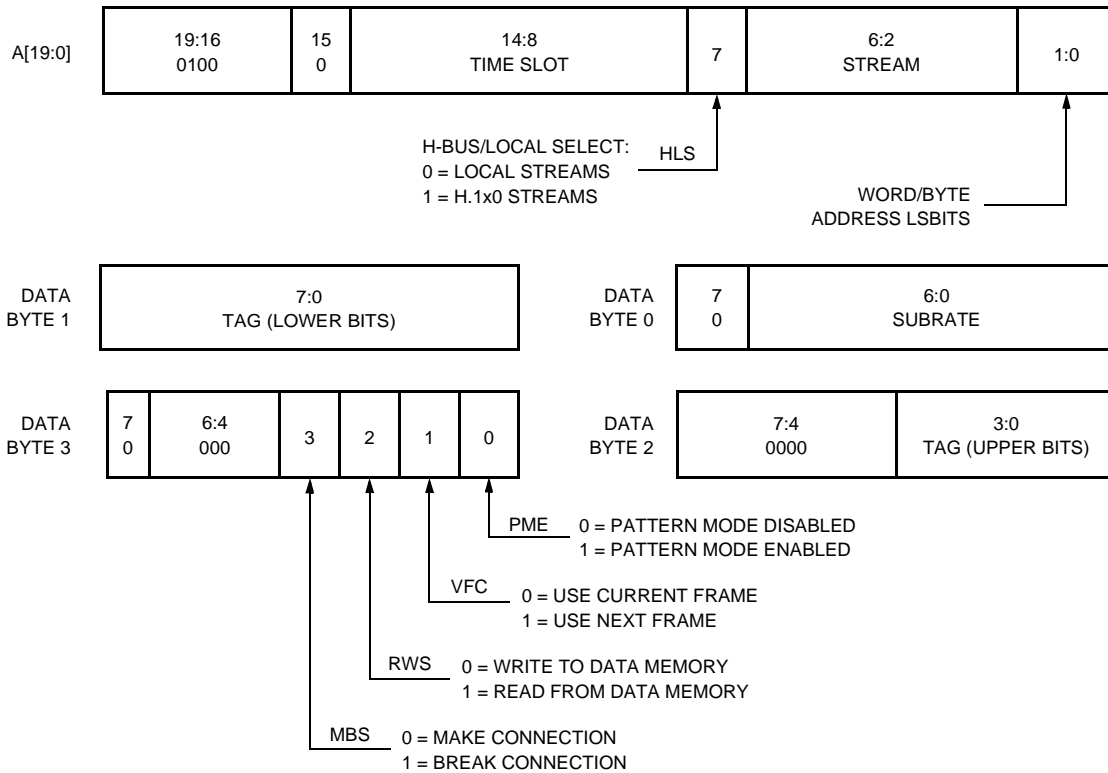 A[19:0]
19:16
0100
15
0
14:8
TIME SLOT
7
6:2
STREAM
1:0
H-BUS/LOCAL SELECT:
0 = LOCAL STREAMS
1 = H.1x0 STREAMS
HLS
WORD/BYTE
ADDRESS LSBITS
DATA
BYTE 1
7:0
TAG (LOWER BITS)
DATA
BYTE 0
7
0
6:0
SUBRATE
DATA
BYTE 3
7
0
6:4
000
3
2
1
0
DATA
BYTE 2
7:4
0000
3:0
TAG (UPPER BITS)
PME
0 = PATTERN MODE DISABLED
1 = PATTERN MODE ENABLED
VFC
0 = USE CURRENT FRAME
1 = USE NEXT FRAME
RWS
0 = WRITE TO DATA MEMORY
1 = READ FROM DATA MEMORY
MBS
0 = MAKE CONNECTION
1 = BREAK CONNECTION